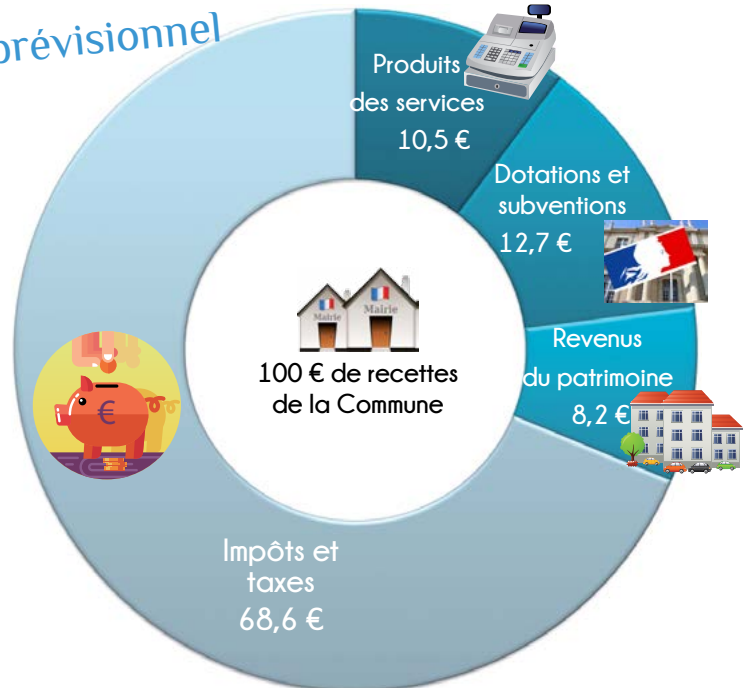 prévisionnel
Produits
des services
10,5 €
Dotations et
subventions
12,7 €
Revenus
du patrimoine
8,2 €
Mairie
Mairie
100 € de recettes
de la Commune
€
Impôts et
taxes
68,6 €